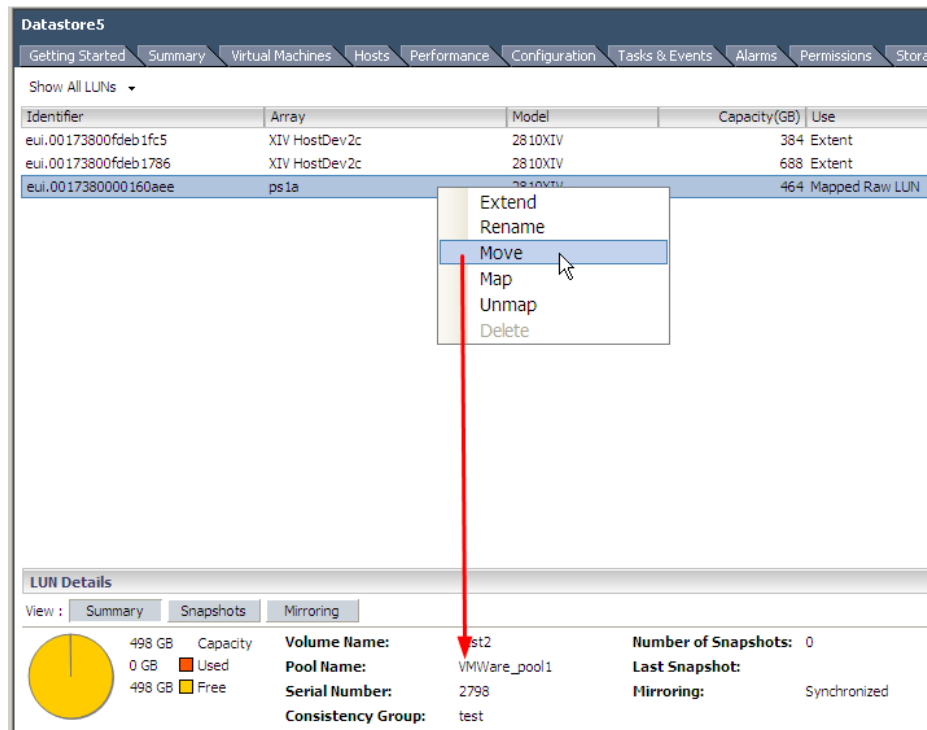 Datastore5
Getting Started Summary Virtual Machines Hosts Performance Configuration Tasks & Events Alarms Permissions
Show All LUNs
Identifier Array Model Capacity(GB) Use
eui.00173800fdeb1fc5 XIV HostDev2c 2810XIV 384 Extent
eui.00173800fdeb1786 XIV HostDev2c 2810XIV 688 Extent
eui.0017380000160aee ps1a 2810XIV 464 Mapped Raw LUN
Extend
Rename
Move
Map
Unmap
Delete
LUN Details
View : Summary Snapshots Mirroring
498 GB Capacity Volume Name: Number of Snapshots: 0
0 GB Used Pool Name: VMWare_pool1 Last Snapshot:
498 GB Free Serial Number: 2798 Mirroring: Synchronized
Consistency Group: test